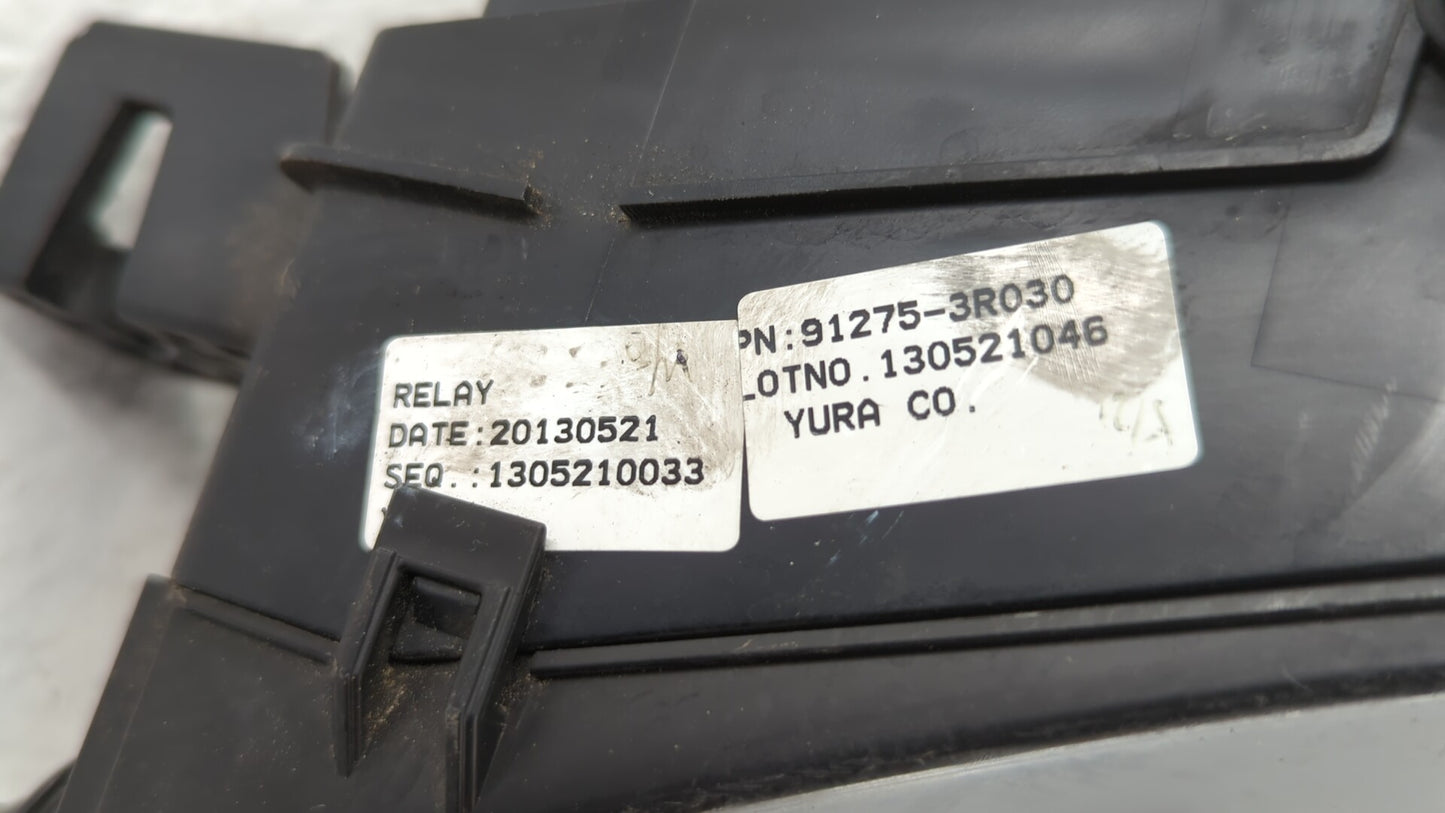 RELAY
DATE:20130521
SEQ.:1305210033
PN:91275-3R030
LOTNO.130521046
YURA CO.